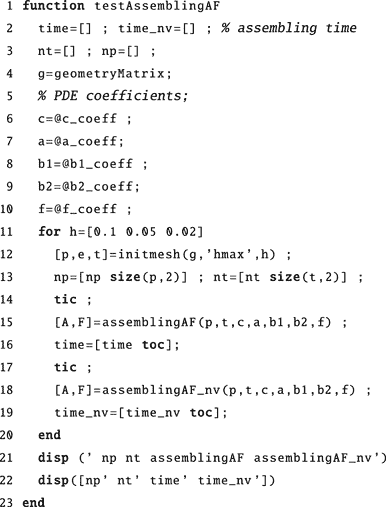 1 function testAssemblingAF
2 time=[] ; time_nv=[] ; % assembling time
3 nt=[] ; np=[] ;
4 g=geometryMatrix;
5 % PDE coefficients;
6 c=@c_coeff ;
7 a=@a_coeff;
8 b1=@b1_coeff ;
9 b2=@b2_coeff;
10 f=@f_coeff ;
11 for h=[0.1 0.05 0.02]
12 [p,e,t]=initmesh(g,'hmax',h) ;
13 np=[np size(p,2)] ; nt=[nt size(t,2)] ;
14 tic ;
15 [A,F]=assemblingAF(p,t,c,a,b1,b2,f) ;
16 time=[time toc];
17 tic ;
18 [A,F]=assemblingAF_nv(p,t,c,a,b1,b2,f) ;
19 time_nv=[time_nv toc];
20 end
21 disp (' np nt assemblingAF assemblingAF_nv')
22 disp([np' nt' time' time_nv'])
23 end